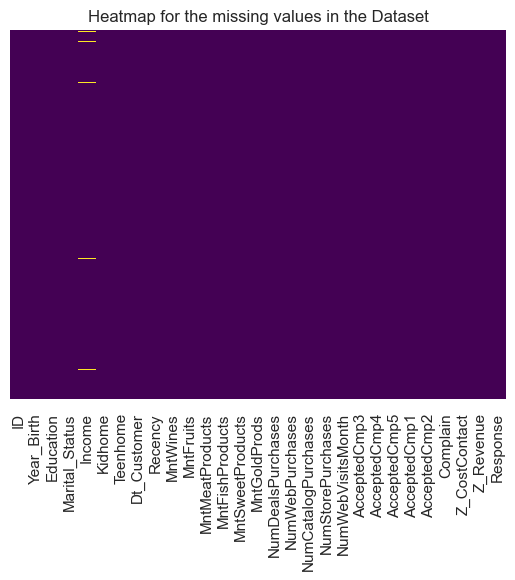 Heatmap for the missing values in the Dataset
ID
Year_Birth
Education
Marital_Status
Income
Kidhome
Teenhome
Dt_Customer
Recency
MntWines
MntFruits
MntMeatProducts
MntFishProducts
MntSweetProducts
MntGoldProds
NumDealsPurchases
NumWebPurchases
NumCatalogPurchases
NumStorePurchases
NumWebVisitsMonth
AcceptedCmp3
AcceptedCmp4
AcceptedCmp5
AcceptedCmp1
AcceptedCmp2
Complain
Z_CostContact
Z_Revenue
Response